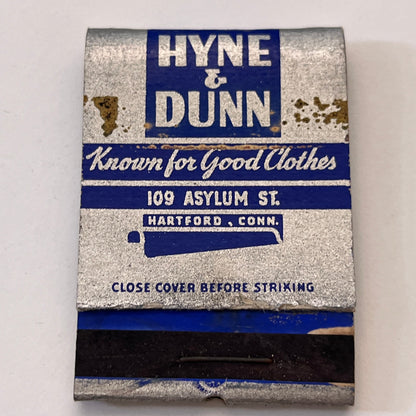 HYNE
&
DUNN
Known for Good Clothes
109 ASYLUM ST.
HARTFORD, CONN.
CLOSE COVER BEFORE STRIKING